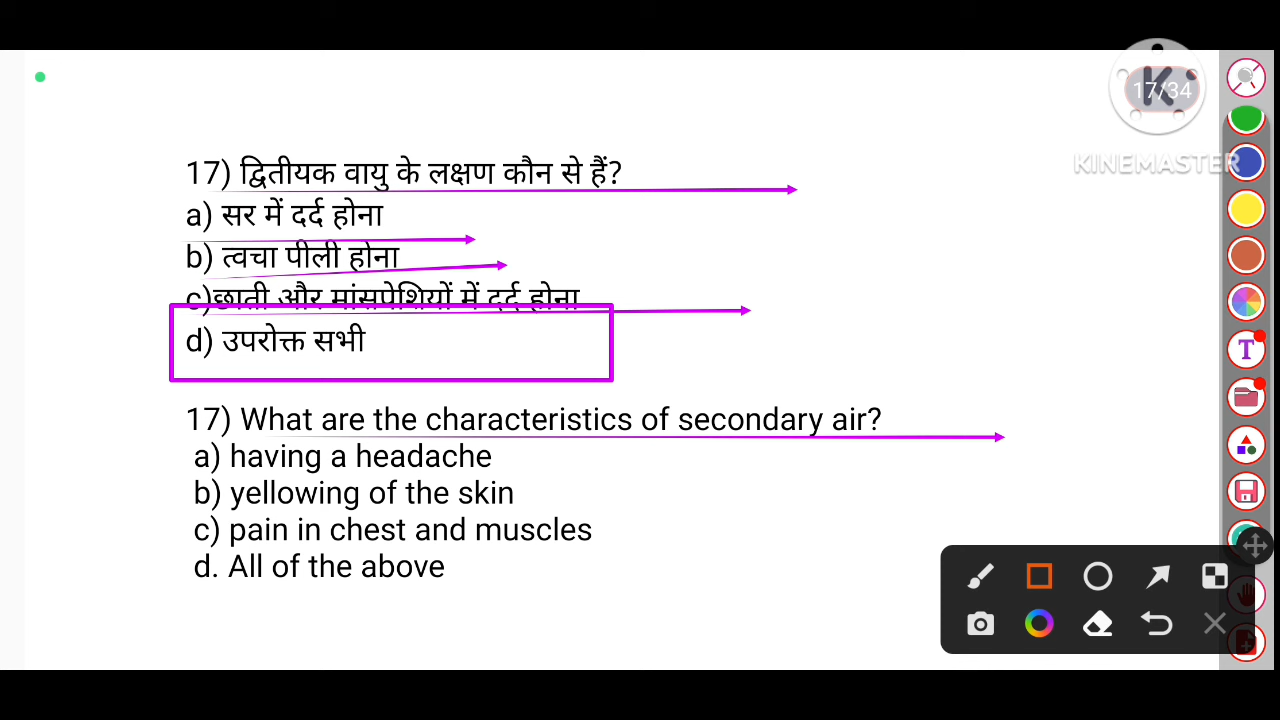 17/34
KINEMASTER
17) द्वितीयक वायु के लक्षण कौन से हैं?
a) सर में दर्द होना
b) त्वचा पीली होना
c)छाती और मांसपेशियों में दर्द होना
d) उपरोक्त सभी
17) What are the characteristics of secondary air?
a) having a headache
b) yellowing of the skin
c) pain in chest and muscles
d. All of the above